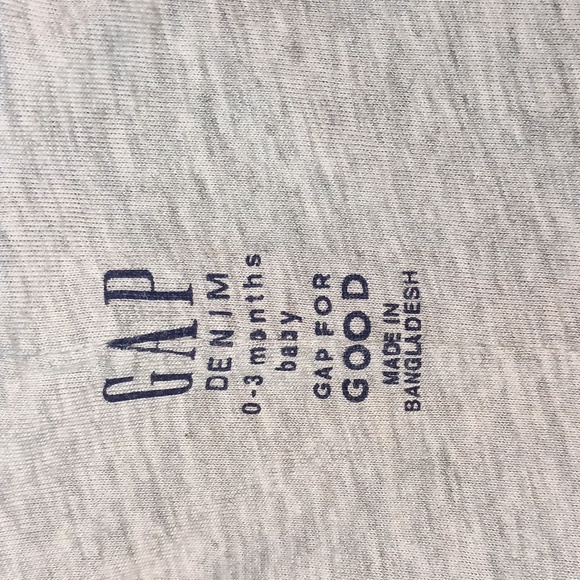 GAP
DENIM
0-3 months
baby
GAP FOR
GOOD
MADE IN
BANGLADESH